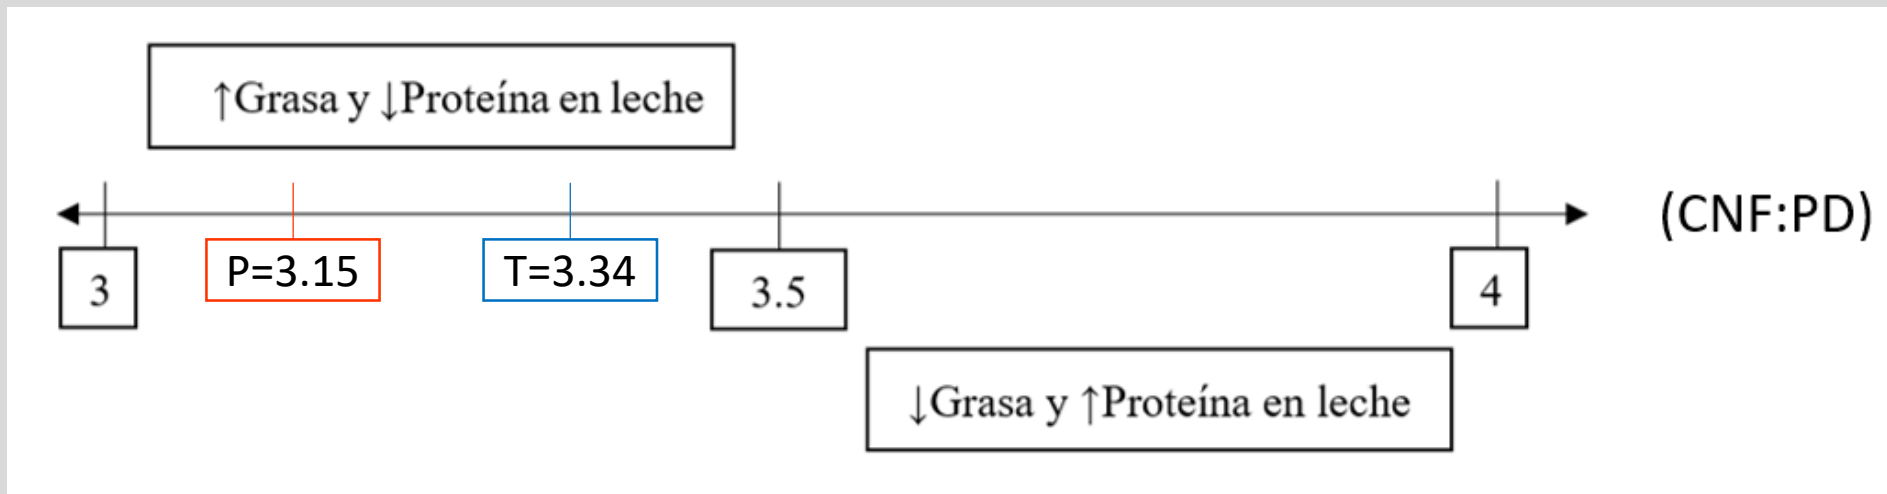 ↑Grasa y ↓Proteína en leche
(CNF:PD)
3
P=3.15
T=3.34
3.5
4
↓Grasa y ↑Proteína en leche